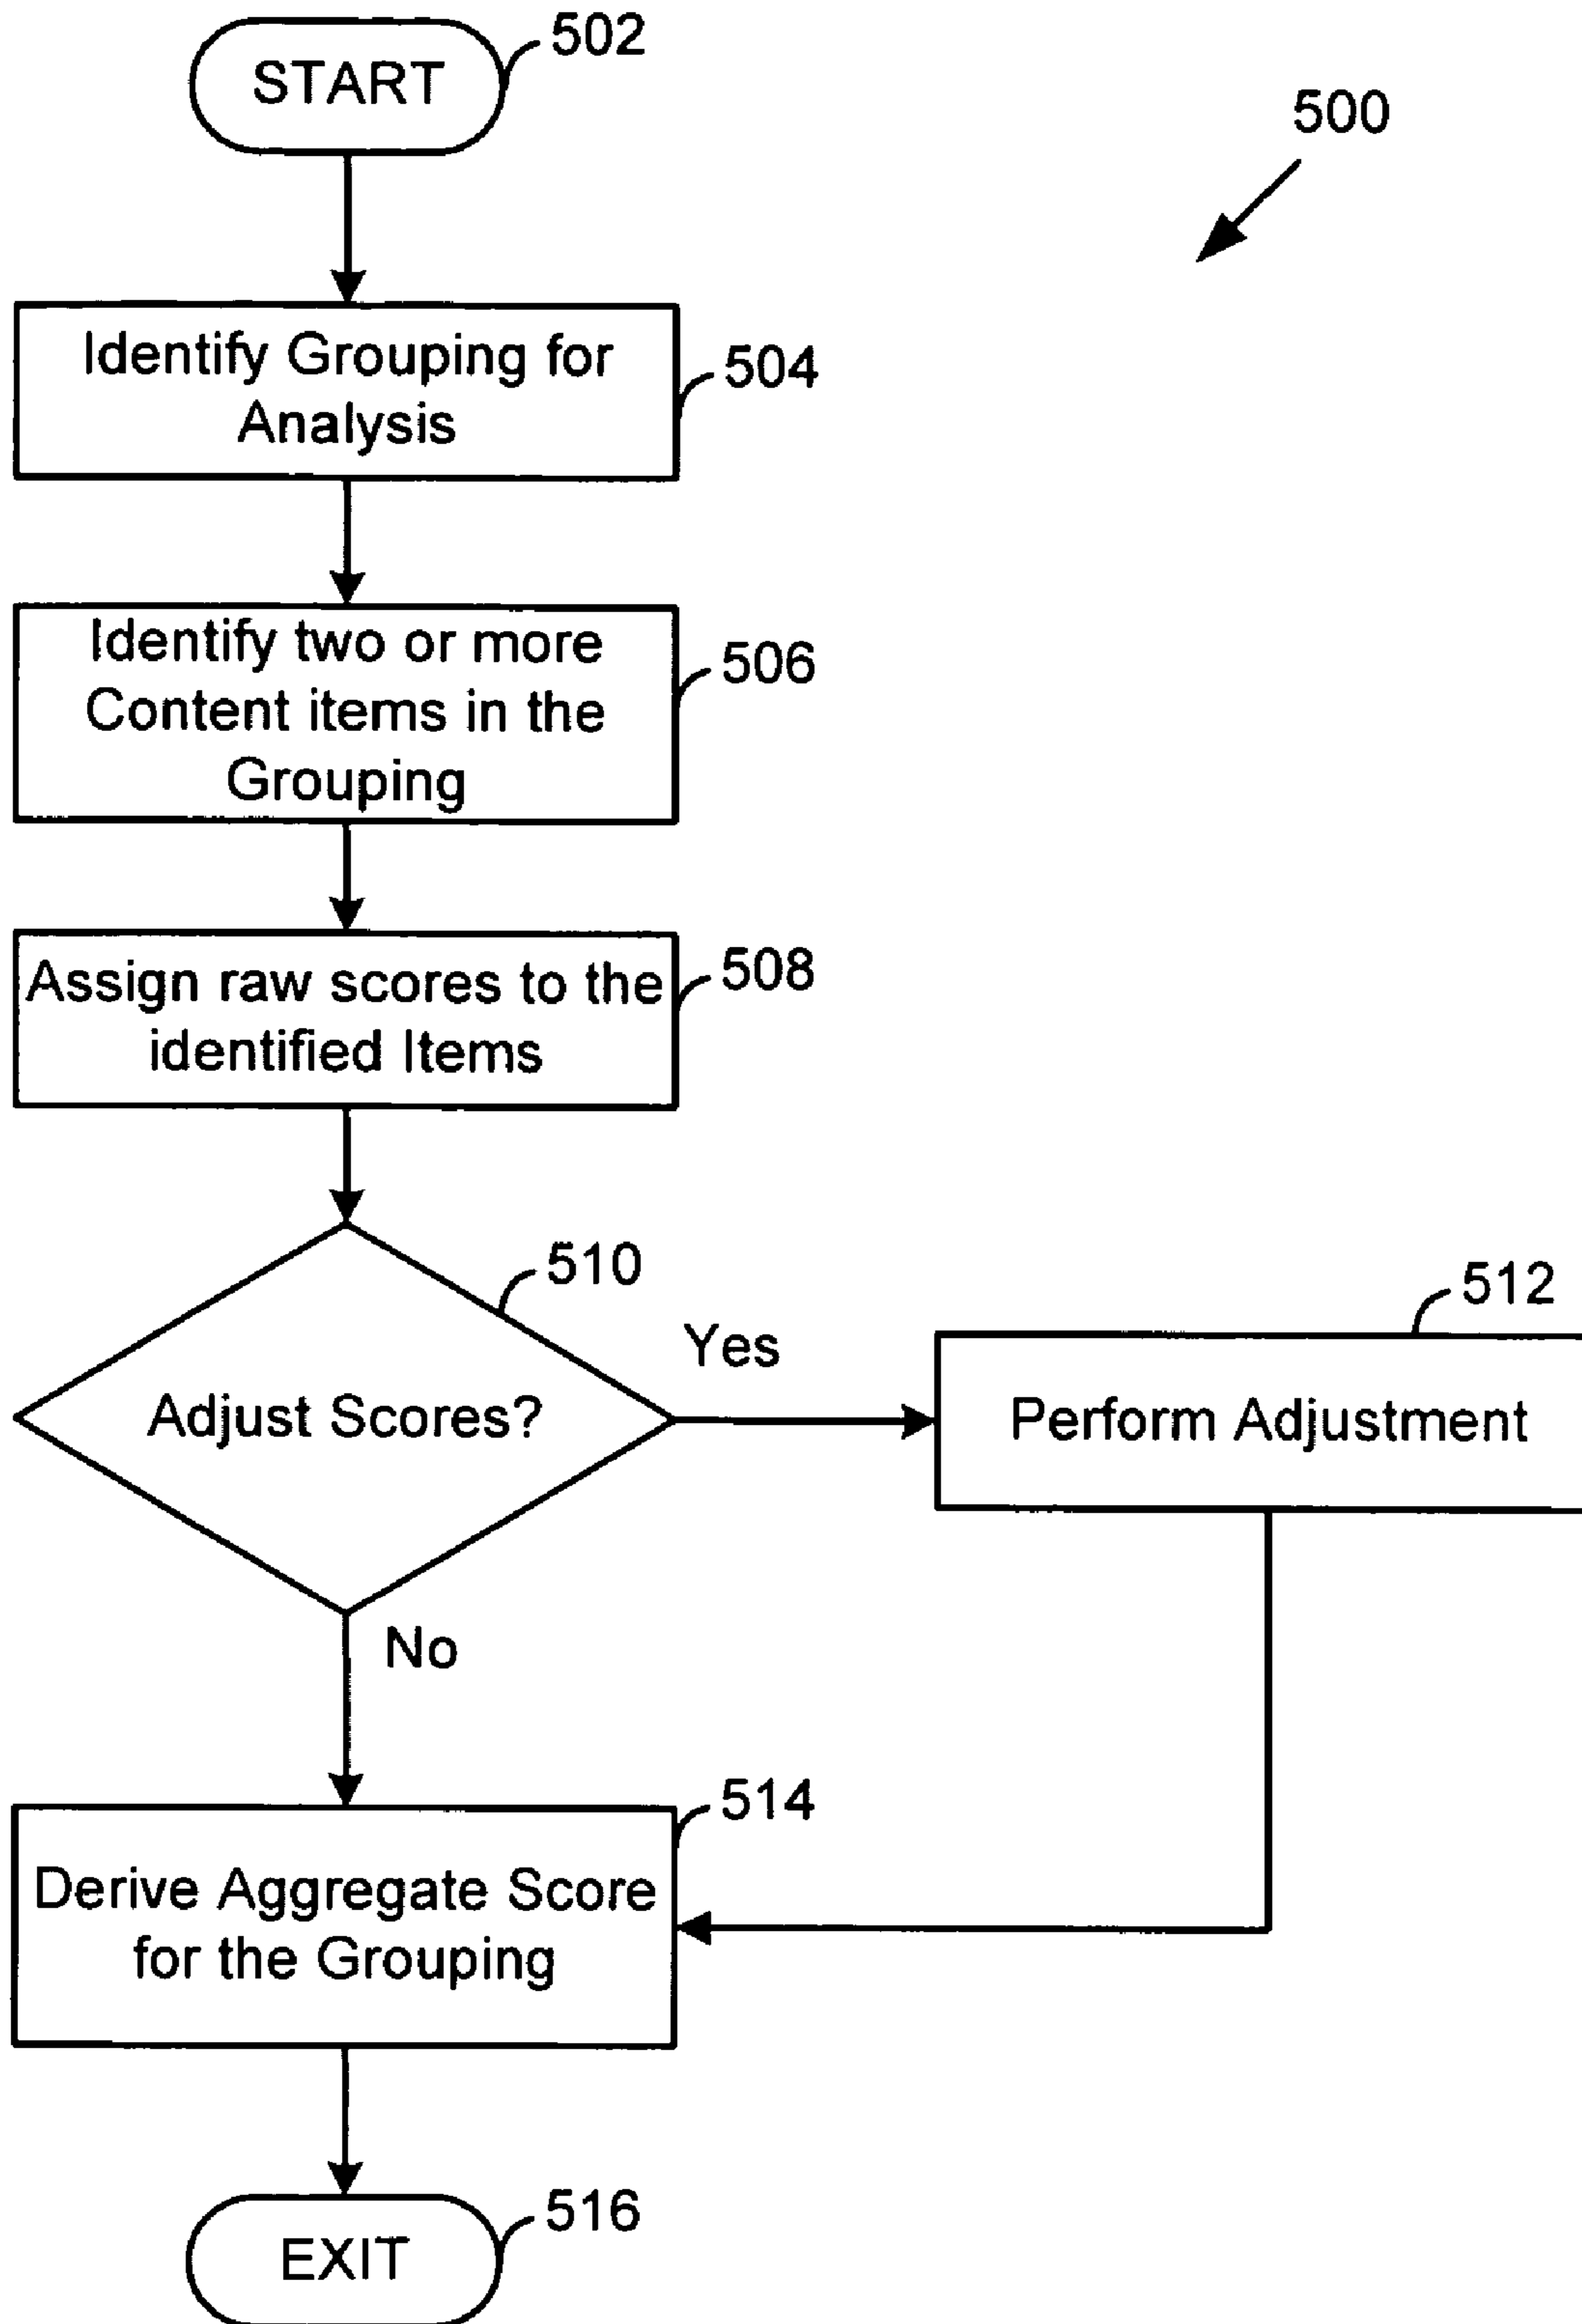 START
502
500
Identify Grouping for
Analysis
504
Identify two or more
Content items in the
Grouping
506
Assign raw scores to the
identified Items
508
Adjust Scores?
510
Yes
512
Perform Adjustment
No
514
Derive Aggregate Score
for the Grouping
EXIT
516